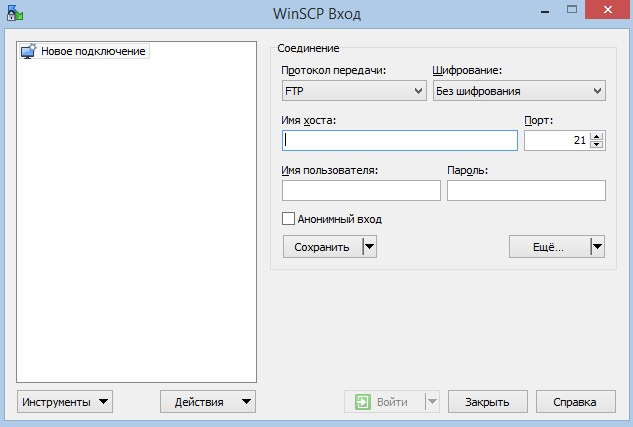 WinSCP Вход
Новое подключение
Соединение
Протокол передачи: Шифрование:
FTP Без шифрования
Имя хоста: Порт:
21
Имя пользователя: Пароль:
Анонимный вход
Сохранить Ещё...
Инструменты Действия Войти Закрыть Справка